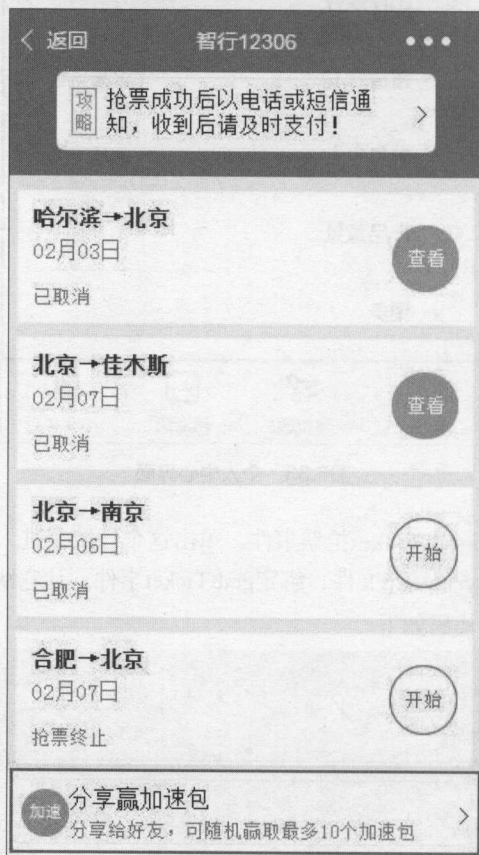 < 返回 智行12306 •••
攻略
抢票成功后以电话或短信通
知，收到后请及时支付！ >
哈尔滨→北京
02月03日
查看
已取消
北京→佳木斯
02月07日
查看
已取消
北京→南京
02月06日
开始
已取消
合肥→北京
02月07日
开始
抢票终止
加速
分享赢加速包
分享给好友，可随机赢取最多10个加速包 >